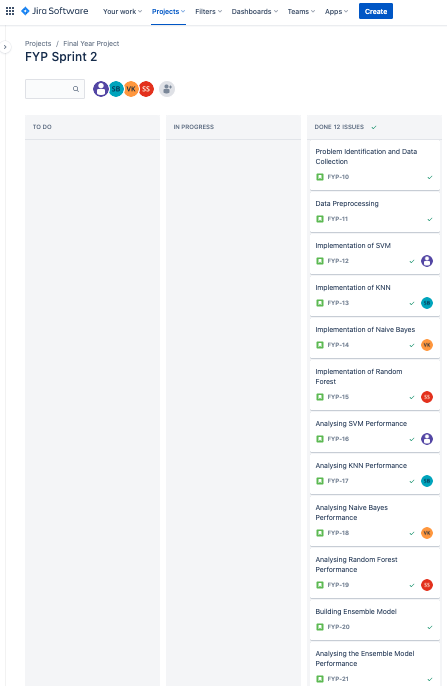 Jira Software Your work Projects Filters Dashboards Teams Apps Create
Projects / Final Year Project
FYP Sprint 2
SB VK SS
TO DO
IN PROGRESS
DONE 12 ISSUES
Problem Identification and Data
Collection
FYP-10
Data Preprocessing
FYP-11
Implementation of SVM
FYP-12
Implementation of KNN
FYP-13 SB
Implementation of Naive Bayes
FYP-14 VK
Implementation of Random
Forest
FYP-15 SS
Analysing SVM Performance
FYP-16
Analysing KNN Performance
FYP-17 SB
Analysing Naive Bayes
Performance
FYP-18 VK
Analysing Random Forest
Performance
FYP-19 SS
Building Ensemble Model
FYP-20
Analysing the Ensemble Model
Performance
FYP-21